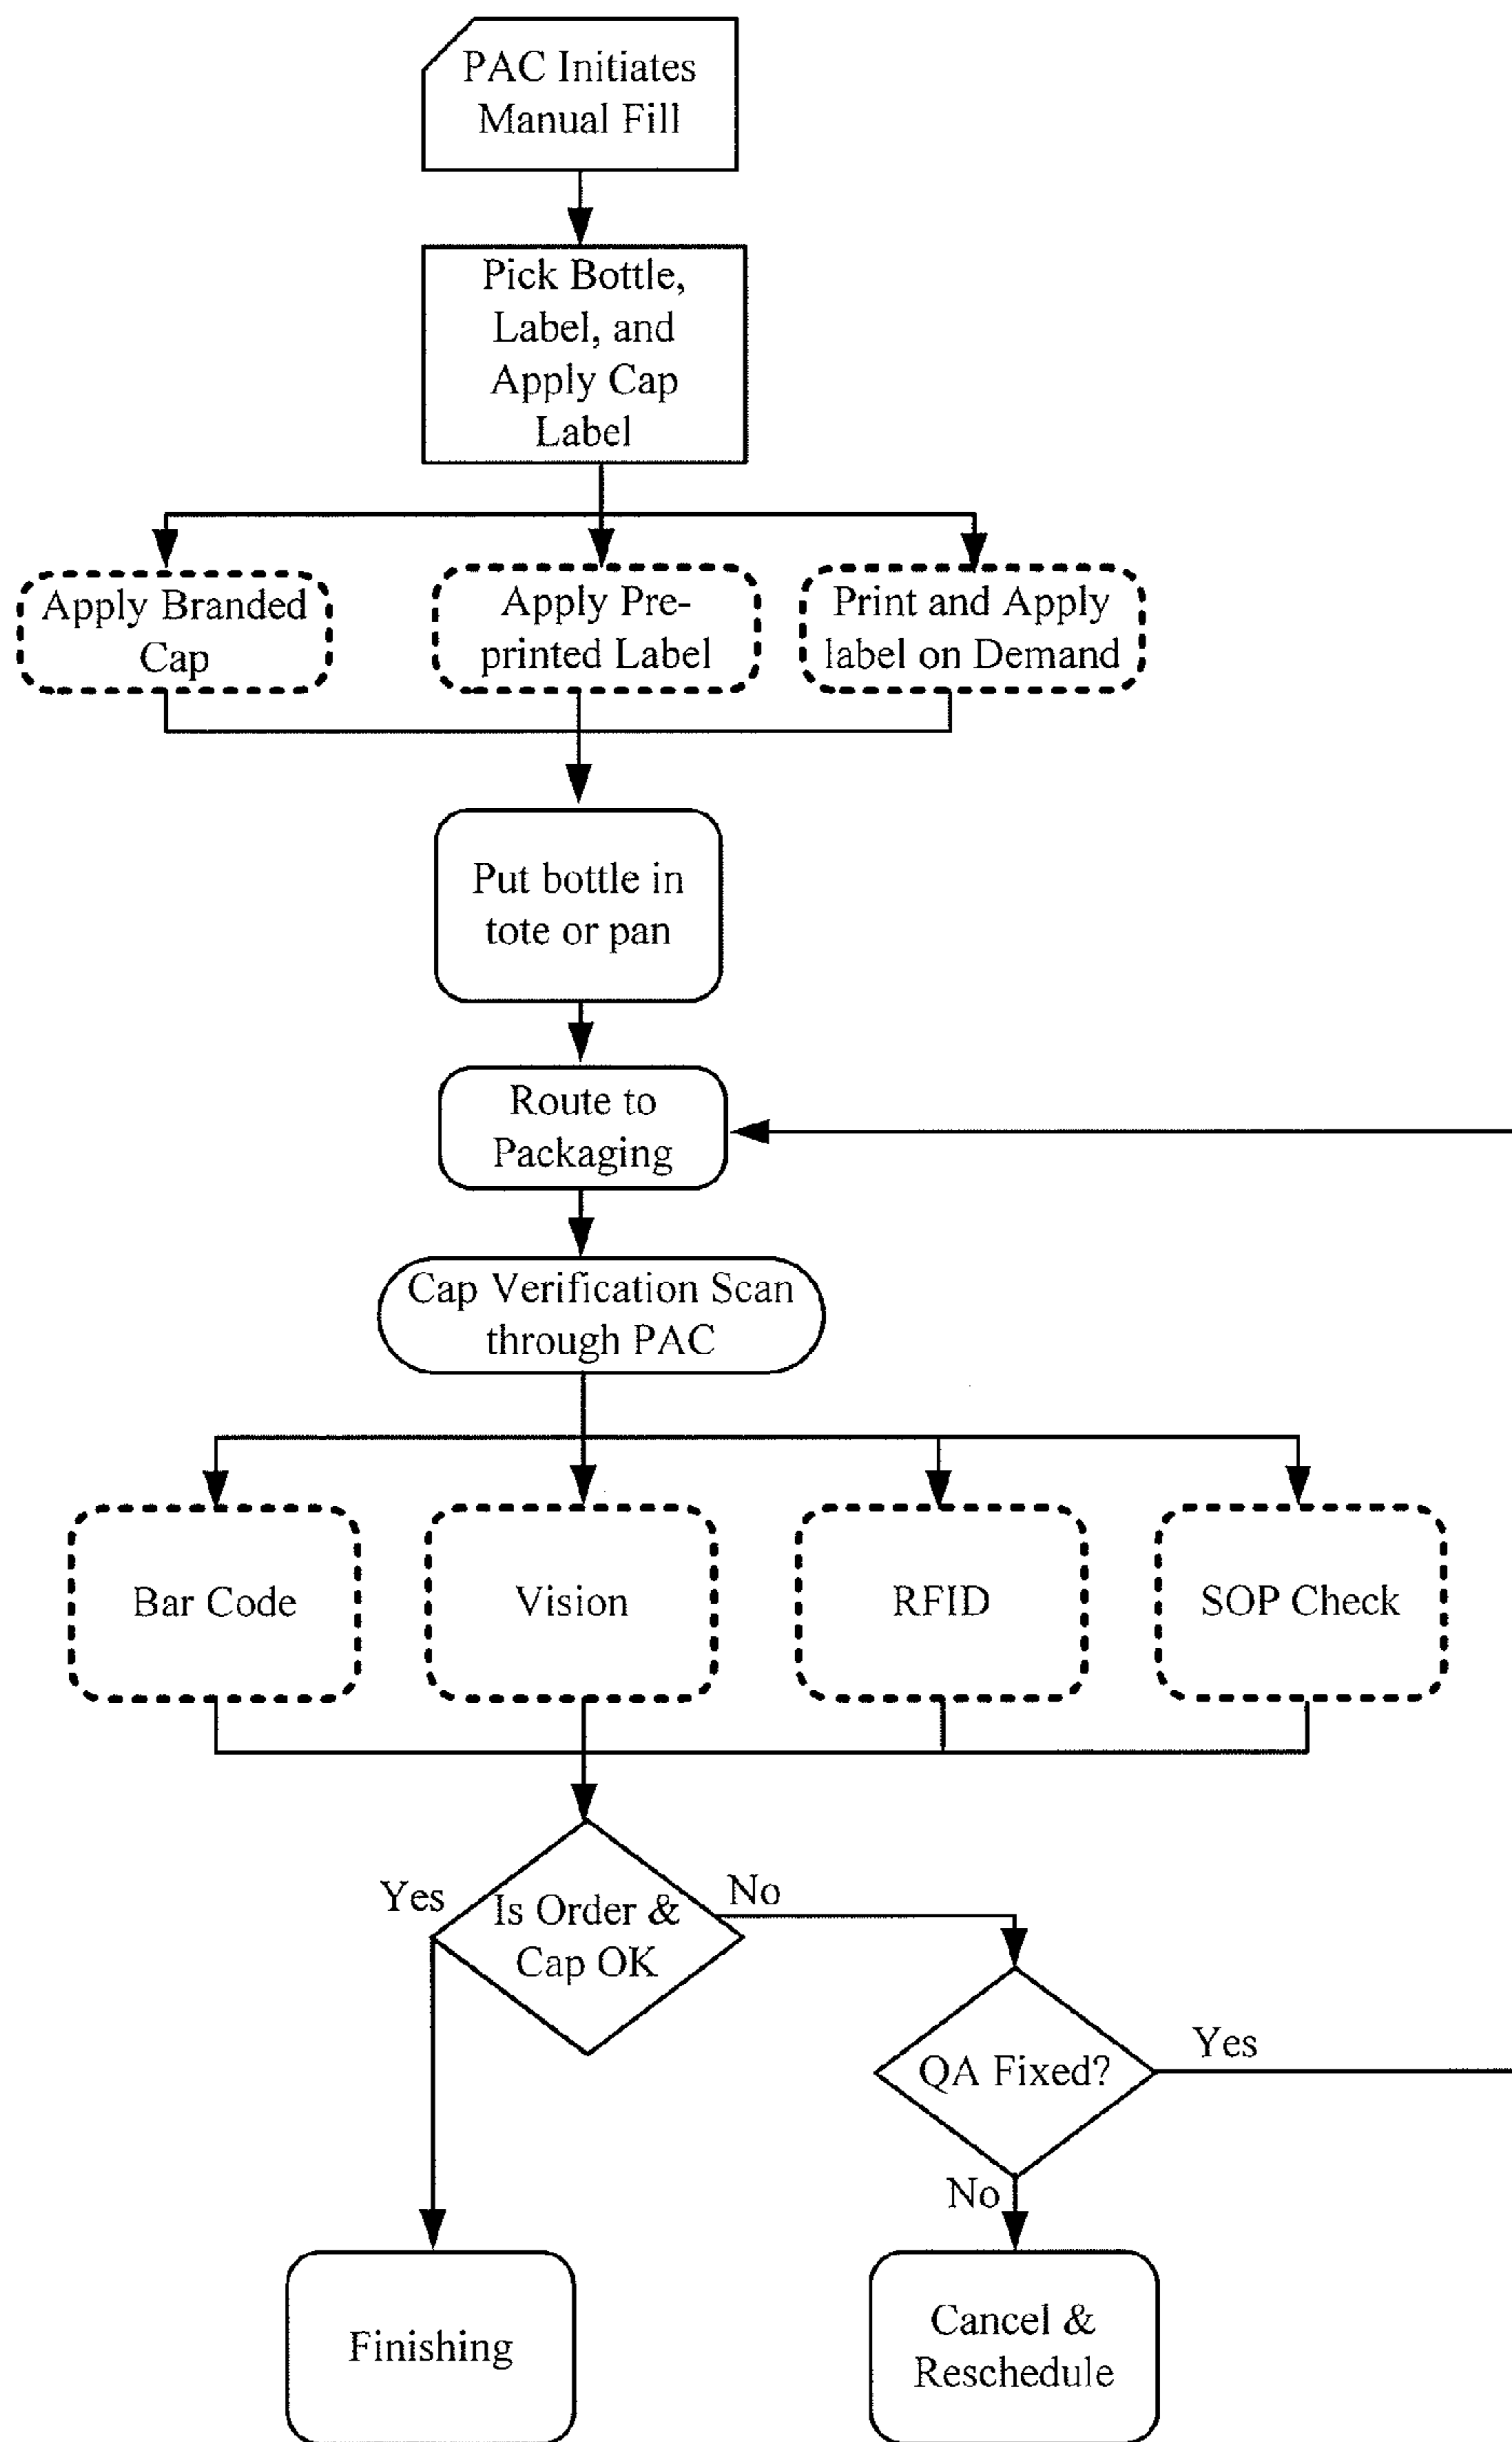 PAC Initiates
Manual Fill
Pick Bottle,
Label, and
Apply Cap
Label
Apply Branded
Cap
Apply Pre-
printed Label
Print and Apply
label on Demand
Put bottle in
tote or pan
Route to
Packaging
Cap Verification Scan
through PAC
Bar Code
Vision
RFID
SOP Check
Yes
Is Order &
Cap OK
No
QA Fixed?
Yes
No
Finishing
Cancel &
Reschedule